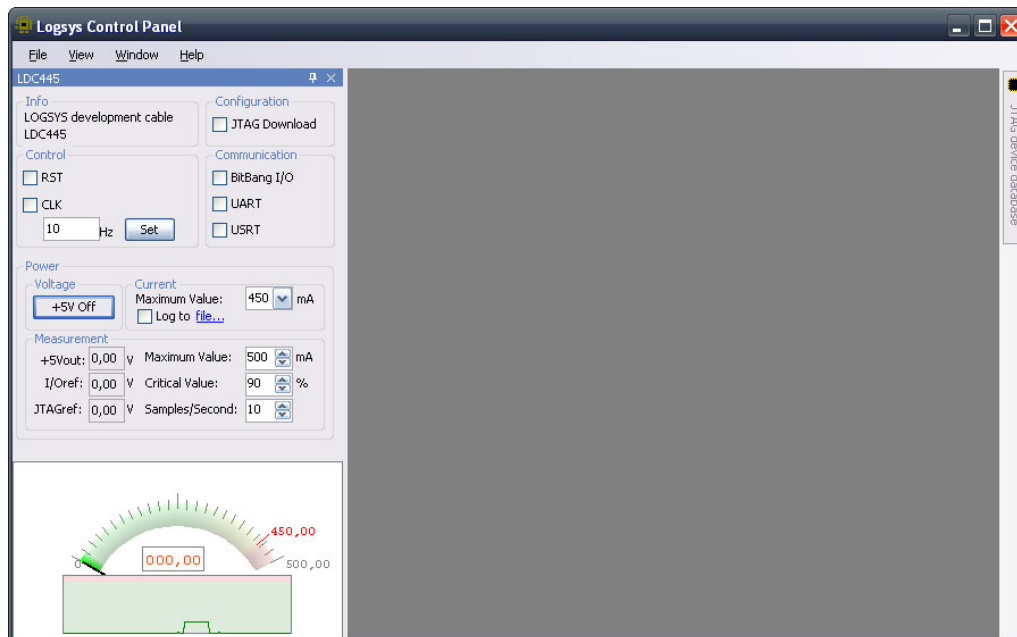 Logsys Control Panel
File View Window Help
LDC445
Info
LOGSYS development cable
LDC445
Configuration
JTAG Download
Control
RST
CLK
10 Hz Set
Communication
BitBang I/O
UART
USRT
Power
Voltage
+5V Off
Current
Maximum Value: 450 mA
Log to file...
Measurement
+5Vout: 0,00 V Maximum Value: 500 mA
I/Oref: 0,00 V Critical Value: 90 %
JTAGref: 0,00 V Samples/Second: 10
450,00
0 000,00 500,00
JTAG device database